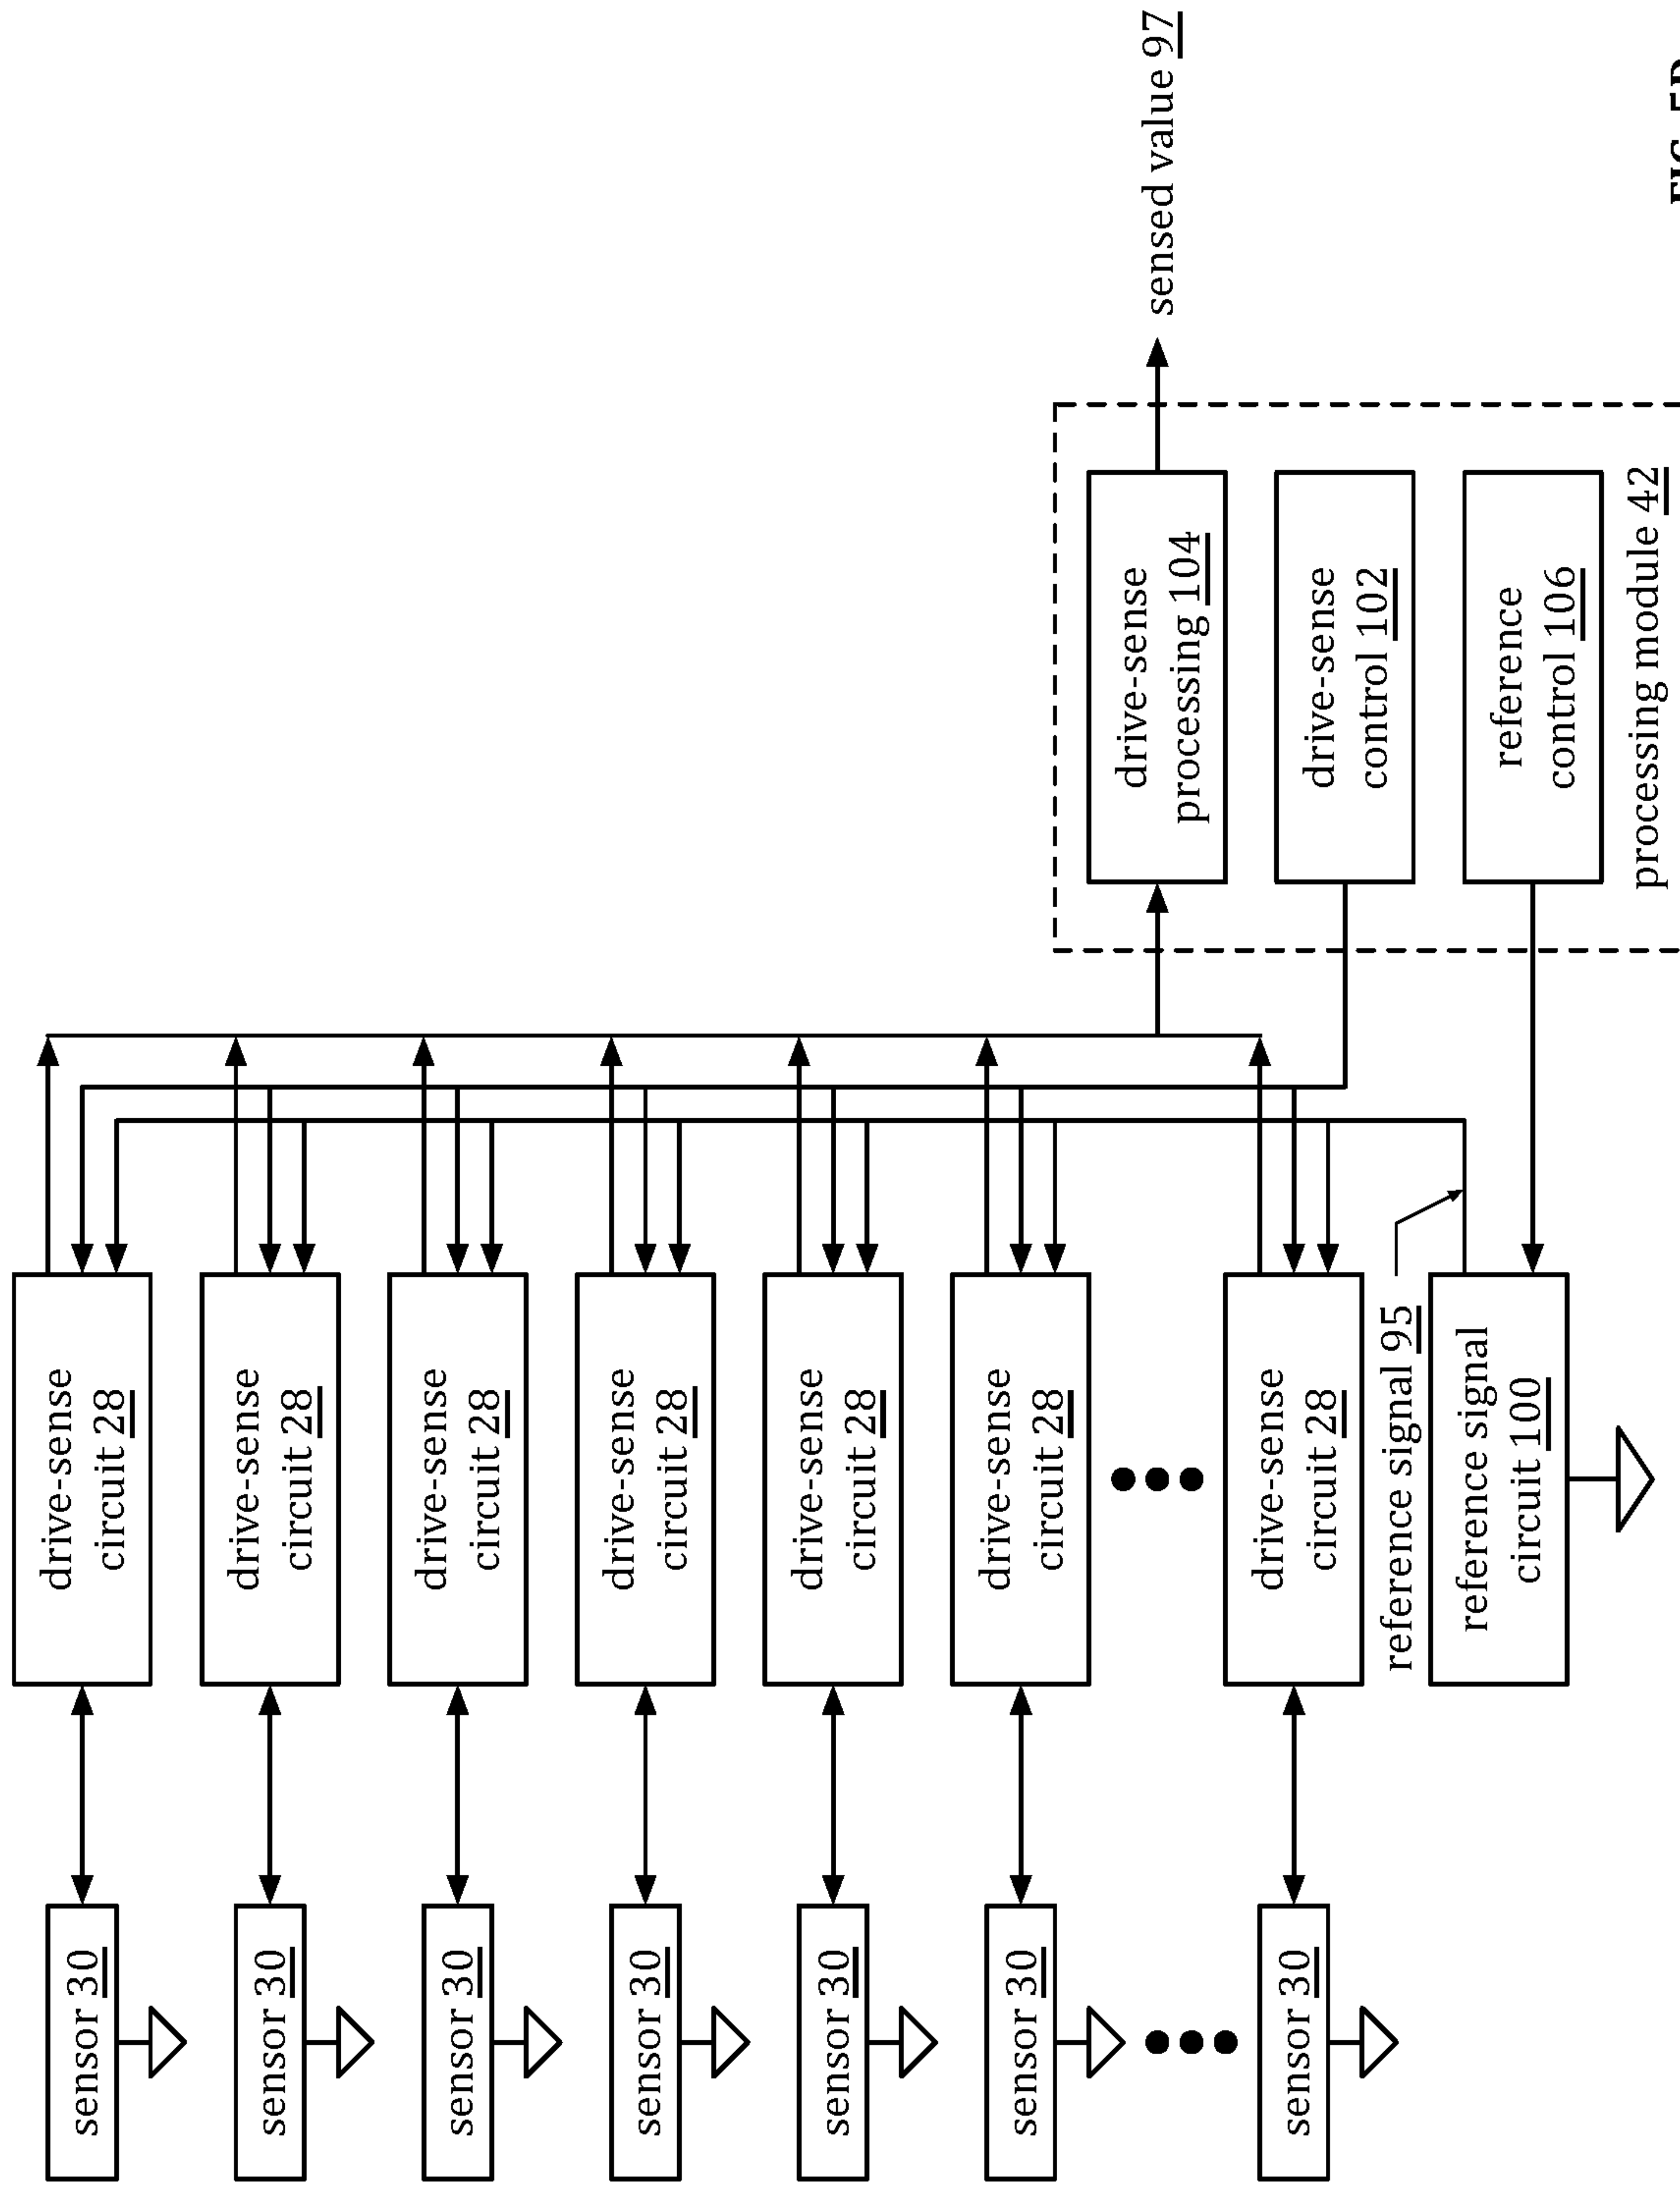 sensor 30
drive-sense
circuit 28
sensor 30
drive-sense
circuit 28
sensor 30
drive-sense
circuit 28
sensor 30
drive-sense
circuit 28
sensor 30
drive-sense
circuit 28
sensor 30
drive-sense
circuit 28
sensor 30
drive-sense
circuit 28
reference signal 95
reference signal
circuit 100
drive-sense
processing 104
sensed value 97
drive-sense
control 102
reference
control 106
processing module 42